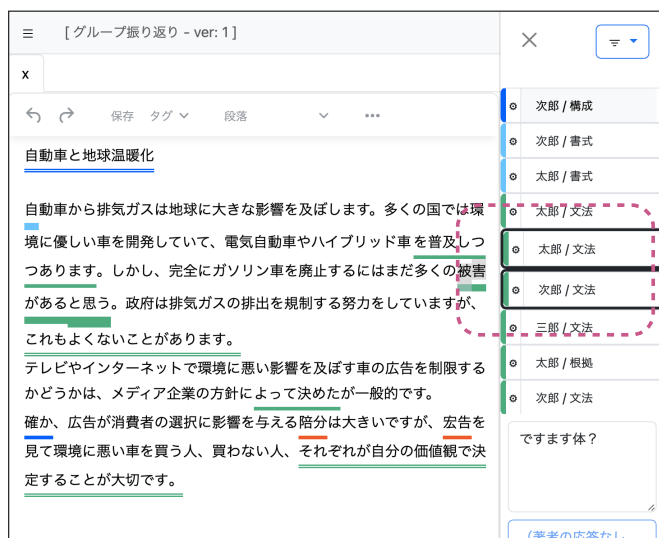 [ グループ振り返り - ver: 1 ]
x
保存 タグ 段落
自動車と地球温暖化
自動車から排気ガスは地球に大きな影響を及ぼします。多くの国では環
境に優しい車を開発していて、電気自動車やハイブリッド車を普及しつ
つあります。しかし、完全にガソリン車を廃止するにはまだ多くの被害
があると思う。政府は排気ガスの排出を規制する努力をしていますが、
これもよくないことがあります。
テレビやインターネットで環境に悪い影響を及ぼす車の広告を制限する
かどうかは、メディア企業の方針によって決めたが一般的です。
確か、広告が消費者の選択に影響を与える陪分は大きいですが、宏告を
見て環境に悪い車を買う人、買わない人、それぞれが自分の価値観で決
定することが大切です。
次郎 / 構成
次郎 / 書式
太郎 / 書式
太郎 / 文法
太郎 / 文法
次郎 / 文法
三郎 / 文法
太郎 / 根拠
次郎 / 文法
ですます体？
（著者の応答なし